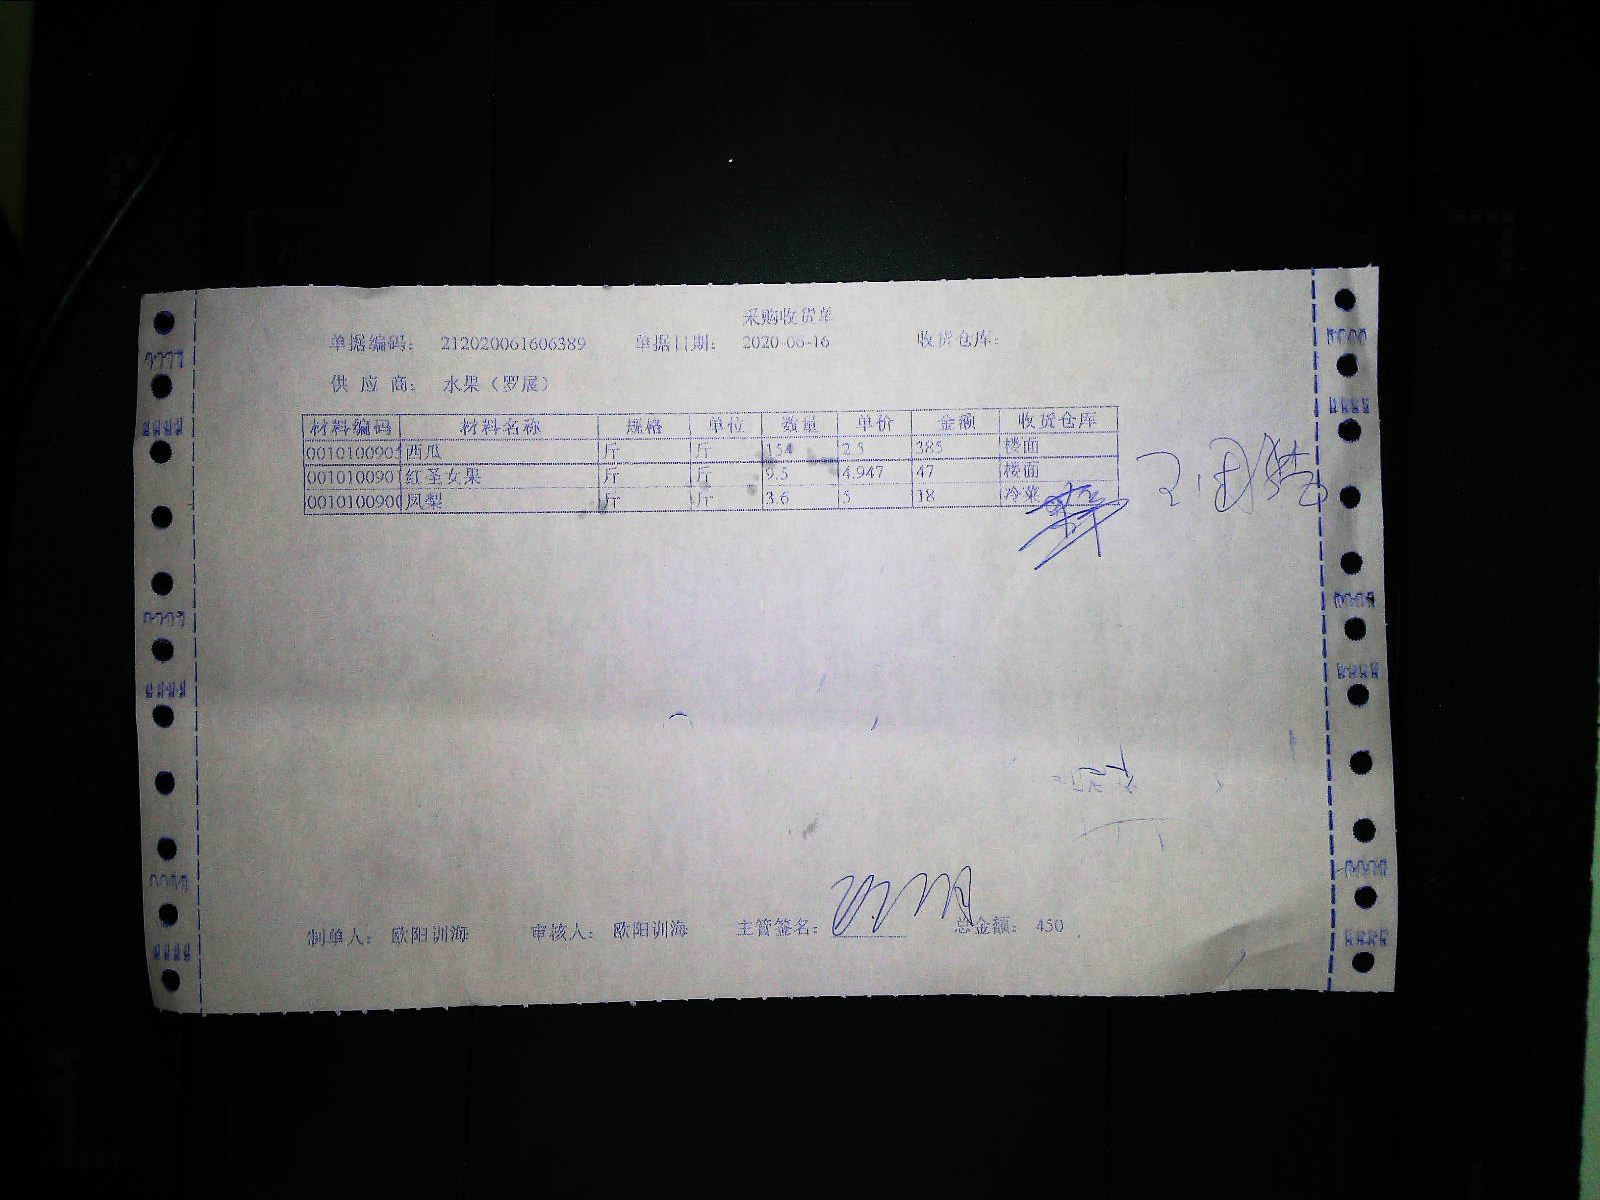 采购收货单
单据编码： 212020061606389 单据日期： 2020-06-16 收货仓库：
供 应 商： 水果（罗展）
材料编码 材料名称 规格 单位 数量 单价 金额 收货仓库
001010090 西瓜 斤 斤 154 2.5 385 楼面
001010090 红圣女果 斤 斤 9.5 4.947 47 楼面
001010090 凤梨 斤 斤 3.6 5 18 冷菜
制单人： 欧阳训海 审核人： 欧阳训海 主管签名： 总金额： 450